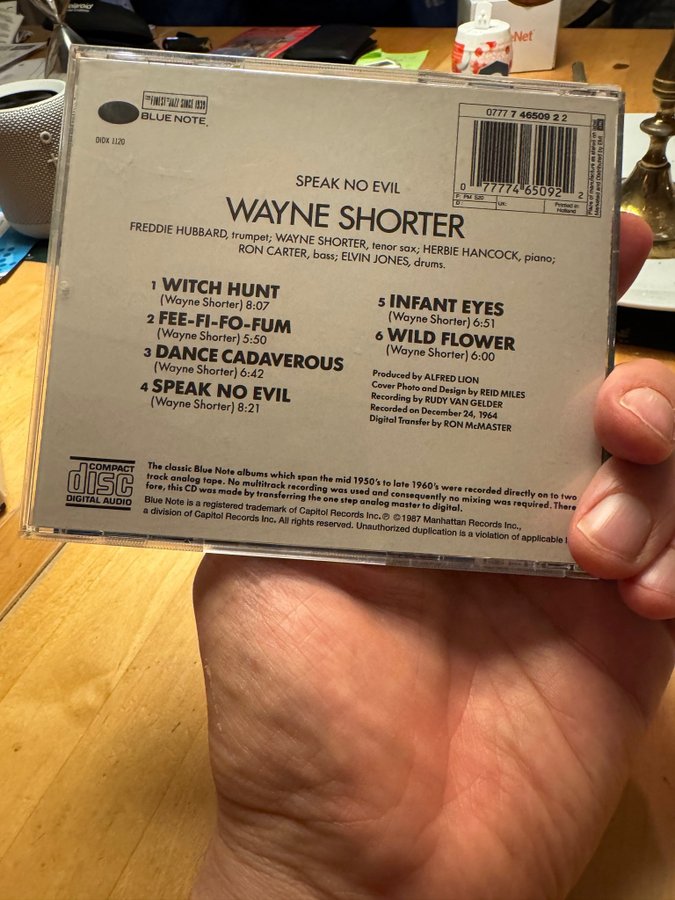 Polaroid
eNet
THE FINEST IN JAZZ SINCE 1939
BLUE NOTE®
DIDX 1120
0777 7 46509 2 2
0 77774 65092 2
F: PM 520
D:
UK:
Printed in Holland
SPEAK NO EVIL
WAYNE SHORTER
FREDDIE HUBBARD, trumpet; WAYNE SHORTER, tenor sax; HERBIE HANCOCK, piano;
RON CARTER, bass; ELVIN JONES, drums.
1 WITCH HUNT
(Wayne Shorter) 8:07
2 FEE-FI-FO-FUM
(Wayne Shorter) 5:50
3 DANCE CADAVEROUS
(Wayne Shorter) 6:42
4 SPEAK NO EVIL
(Wayne Shorter) 8:21
5 INFANT EYES
(Wayne Shorter) 6:51
6 WILD FLOWER
(Wayne Shorter) 6:00
Produced by ALFRED LION
Cover Photo and Design by REID MILES
Recording by RUDY VAN GELDER
Recorded on December 24, 1964
Digital Transfer by RON McMASTER
COMPACT
disc
DIGITAL AUDIO
The classic Blue Note albums which span the mid 1950's to late 1960's were recorded directly on to two
track analog tape. No multitrack recording was used and consequently no mixing was required. There
fore, this CD was made by transferring the one step analog master to digital.
Blue Note is a registered trademark of Capitol Records Inc. ℗ ©1987 Manhattan Records Inc.,
a division of Capitol Records Inc. All rights reserved. Unauthorized duplication is a violation of applicable